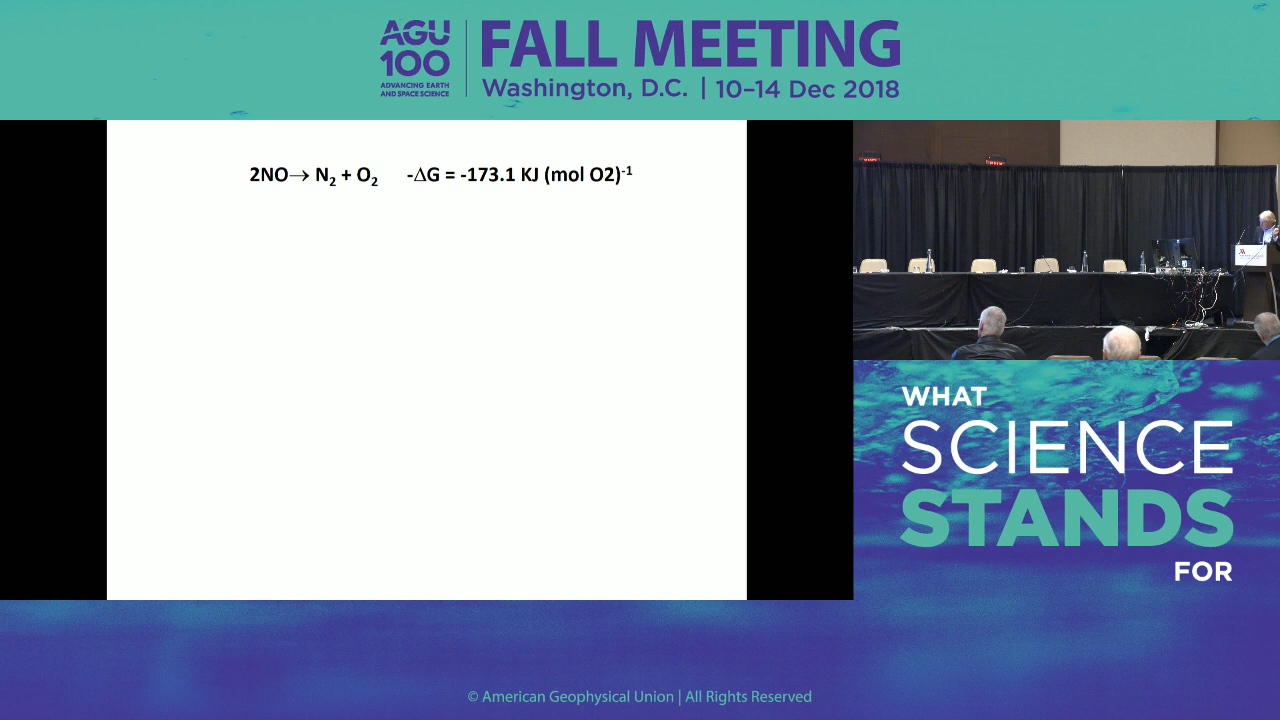 AGU
100
ADVANCING EARTH
AND SPACE SCIENCE
FALL MEETING
Washington, D.C. | 10–14 Dec 2018
2NO→ N₂ + O₂ -ΔG = -173.1 KJ (mol O2)⁻¹
WHAT
SCIENCE
STANDS
FOR
© American Geophysical Union | All Rights Reserved